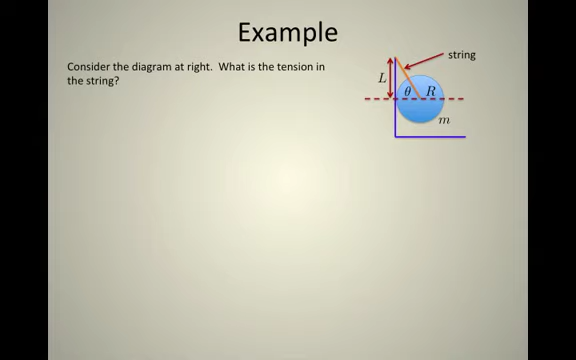 Example
Consider the diagram at right. What is the tension in
the string?
string
L
θ R
m